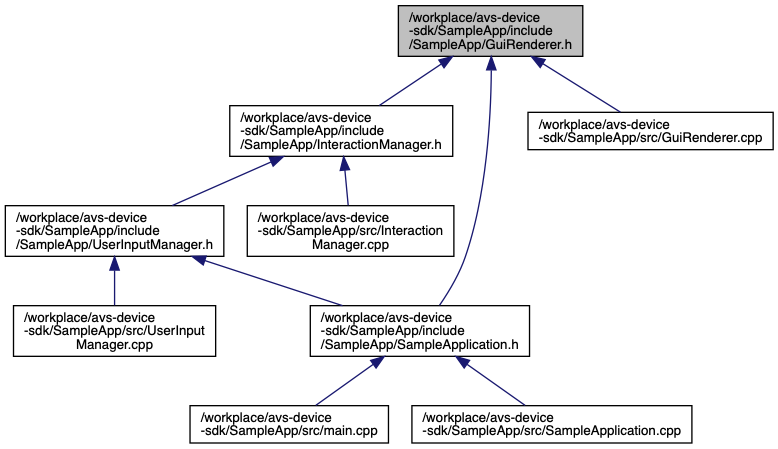 /workplace/avs-device
-sdk/SampleApp/include
/SampleApp/GuiRenderer.h
/workplace/avs-device
-sdk/SampleApp/include
/SampleApp/InteractionManager.h
/workplace/avs-device
-sdk/SampleApp/src/GuiRenderer.cpp
/workplace/avs-device
-sdk/SampleApp/include
/SampleApp/UserInputManager.h
/workplace/avs-device
-sdk/SampleApp/src/Interaction
Manager.cpp
/workplace/avs-device
-sdk/SampleApp/src/UserInput
Manager.cpp
/workplace/avs-device
-sdk/SampleApp/include
/SampleApp/SampleApplication.h
/workplace/avs-device
-sdk/SampleApp/src/main.cpp
/workplace/avs-device
-sdk/SampleApp/src/SampleApplication.cpp